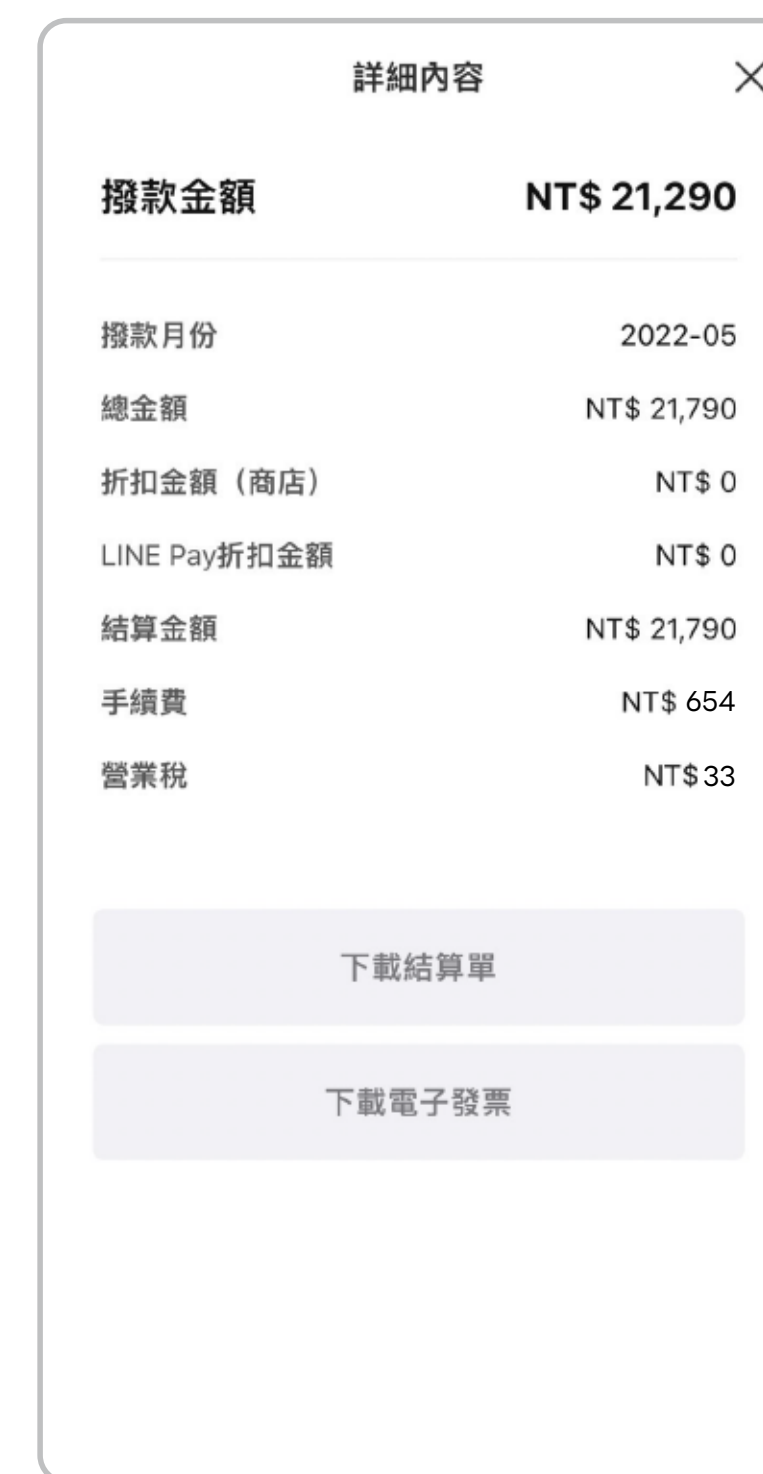 詳細內容
撥款金額 NT$ 21,290
撥款月份 2022-05
總金額 NT$ 21,790
折扣金額（商店） NT$ 0
LINE Pay折扣金額 NT$ 0
結算金額 NT$ 21,790
手續費 NT$ 654
營業稅 NT$ 33
下載結算單
下載電子發票